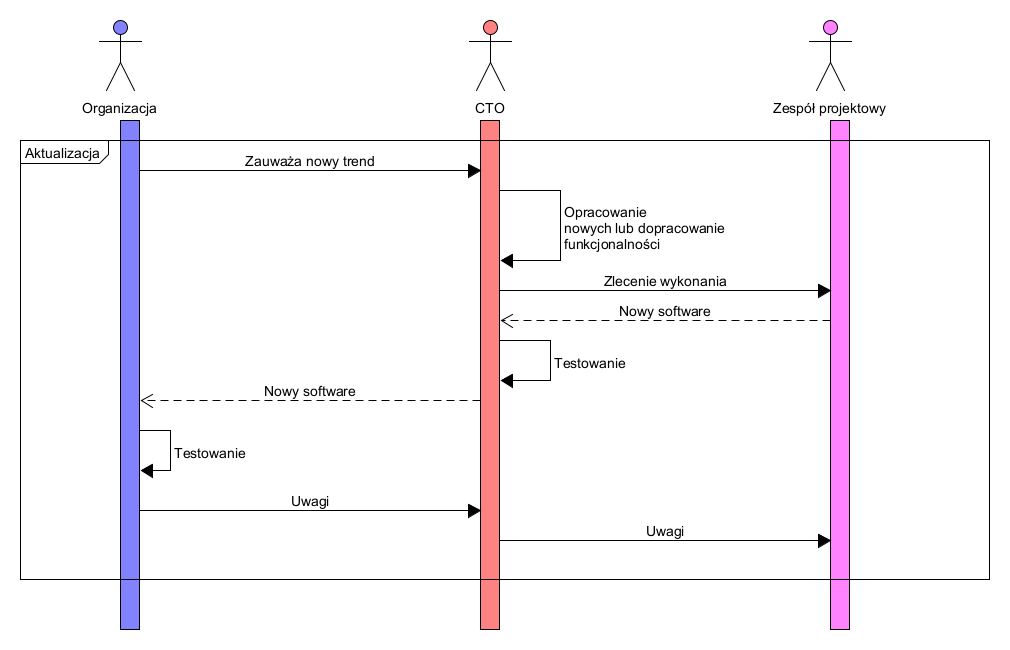 Organizacja
CTO
Zespół projektowy
Aktualizacja
Zauważa nowy trend
Opracowanie
nowych lub dopracowanie
funkcjonalności
Zlecenie wykonania
Nowy software
Testowanie
Nowy software
Testowanie
Uwagi
Uwagi